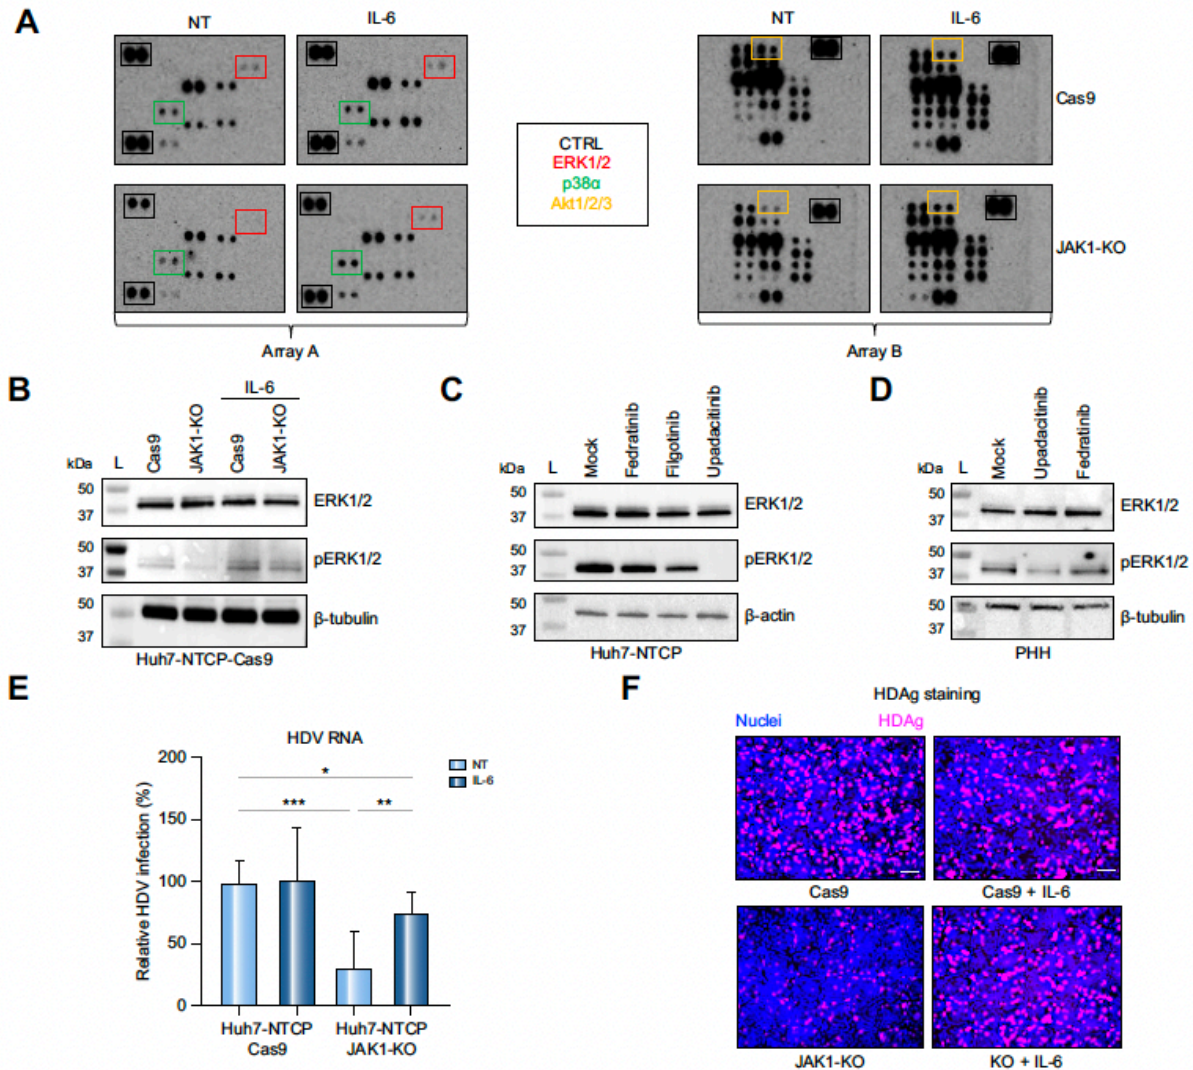 A
NT
IL-6
NT
IL-6
Cas9
CTRL
ERK1/2
p38α
Akt1/2/3
JAK1-KO
Array A
Array B
B
IL-6
Cas9
JAK1-KO
Cas9
JAK1-KO
kDa
L
50
37
ERK1/2
50
37
pERK1/2
50
37
β-tubulin
Huh7-NTCP-Cas9
C
Mock
Fedratinib
Filgotinib
Upadacitinib
kDa
L
50
37
ERK1/2
50
37
pERK1/2
50
37
β-actin
Huh7-NTCP
D
Mock
Upadacitinib
Fedratinib
kDa
L
50
37
ERK1/2
50
37
pERK1/2
50
37
β-tubulin
PHH
E
HDV RNA
NT
IL-6
Relative HDV infection (%)
200
150
100
50
0
*
***
**
Huh7-NTCP
Cas9
Huh7-NTCP
JAK1-KO
F
HDAg staining
Nuclei
HDAg
Cas9
Cas9 + IL-6
JAK1-KO
KO + IL-6